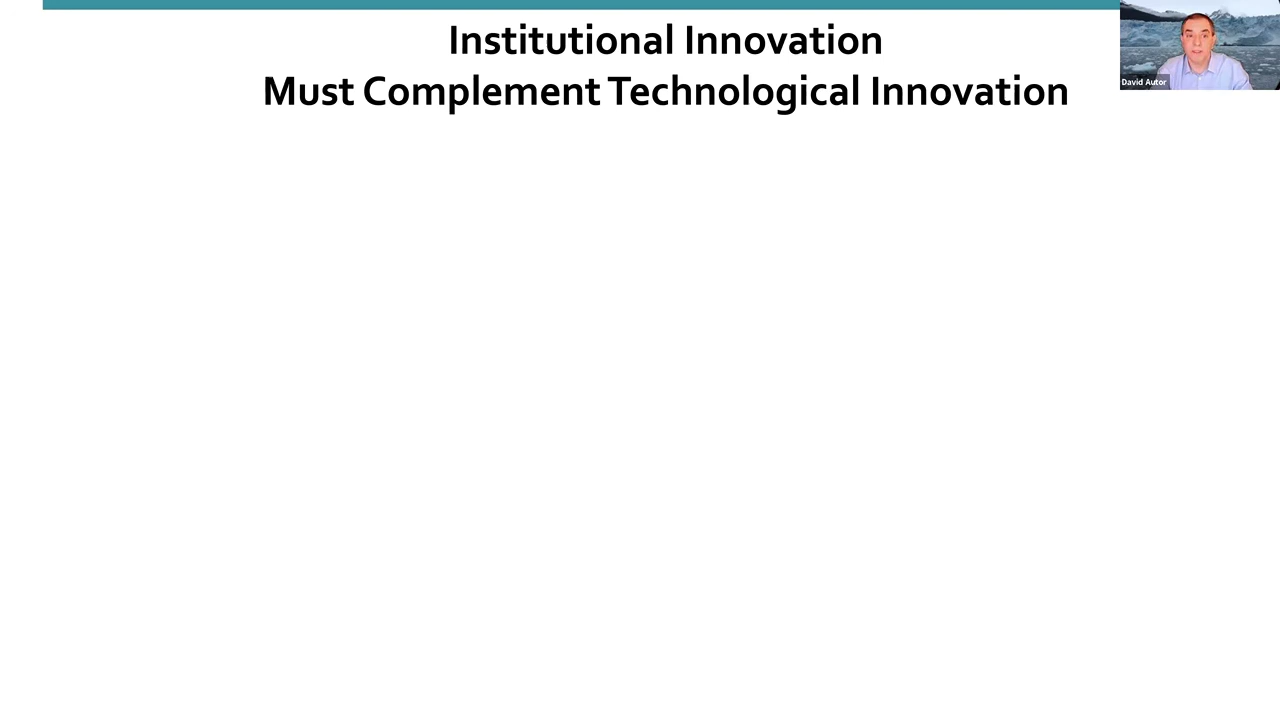 Institutional Innovation
Must Complement Technological Innovation
David Autor